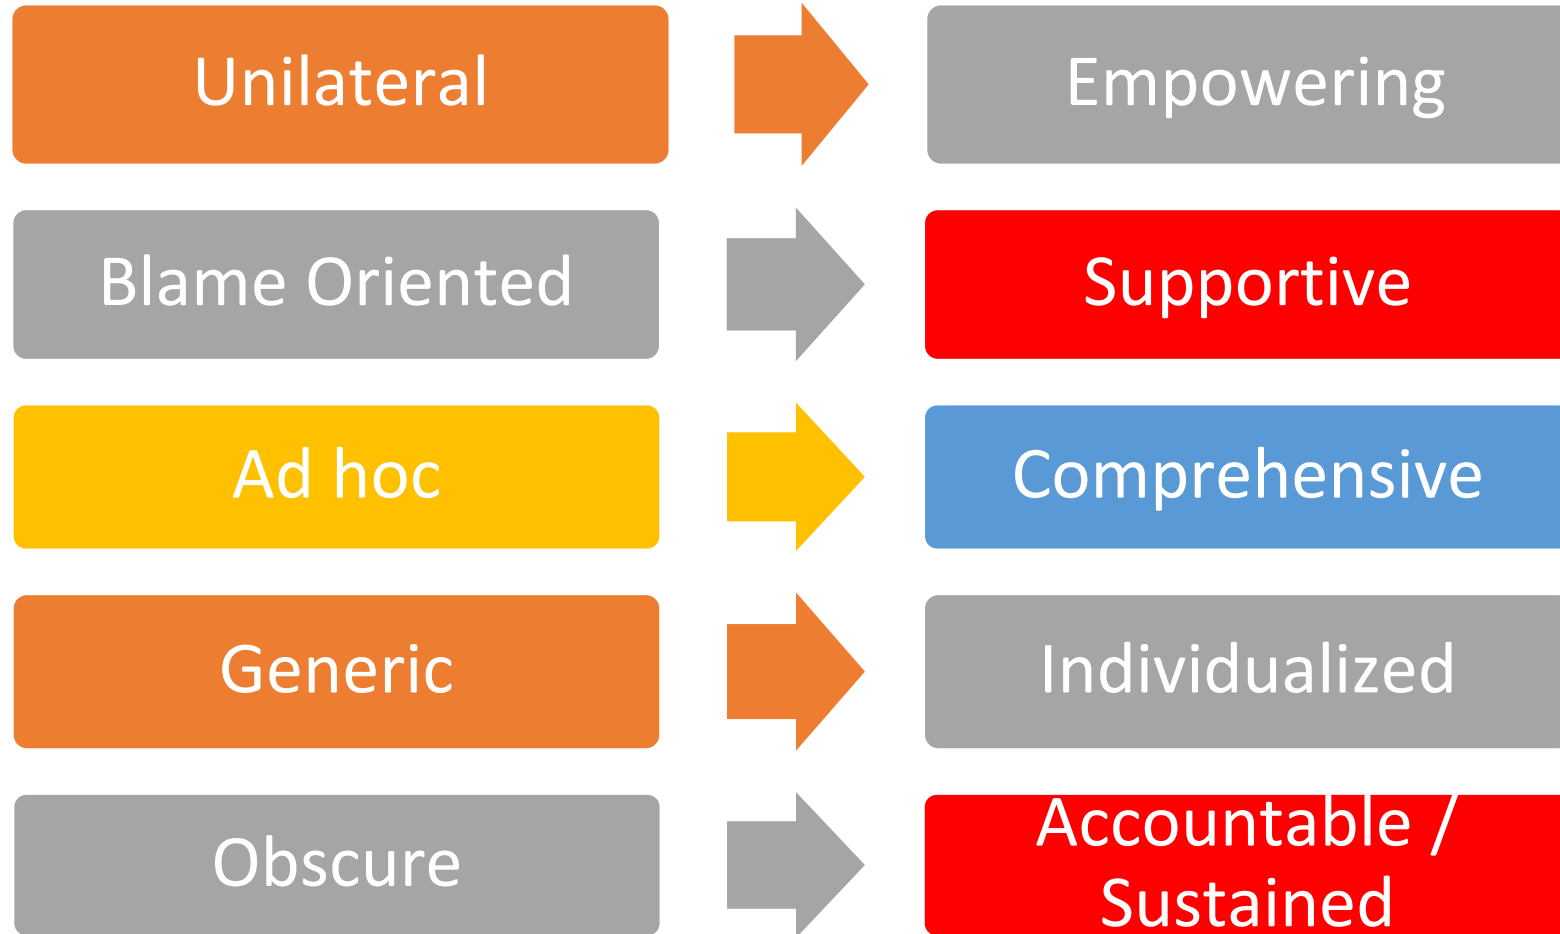 Unilateral
Empowering
Blame Oriented
Supportive
Ad hoc
Comprehensive
Generic
Individualized
Obscure
Accountable /
Sustained